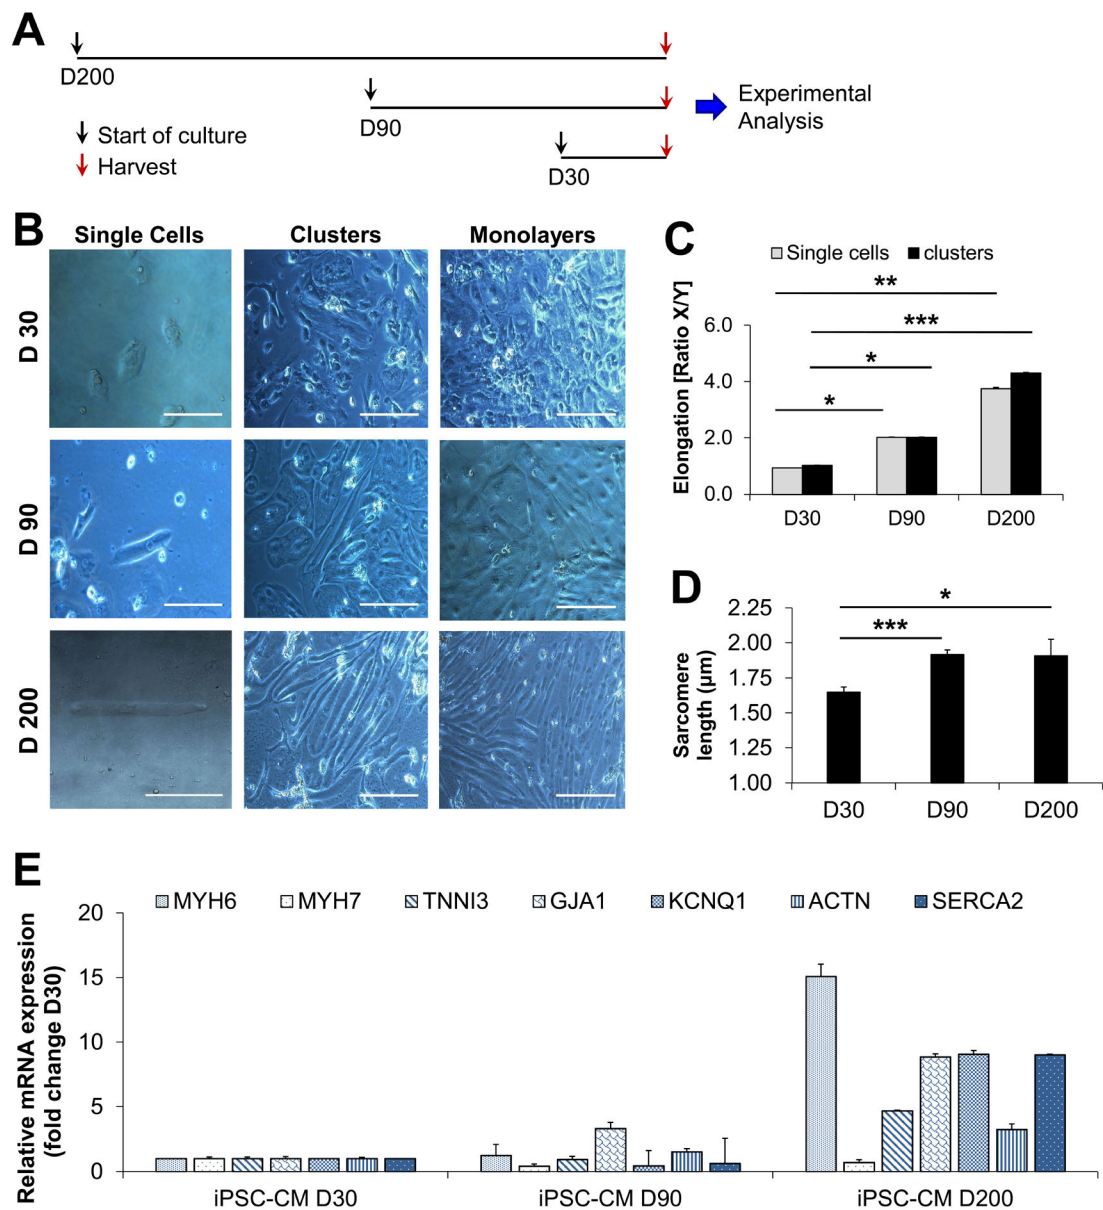 A
D200
D90
D30
Start of culture
Harvest
Experimental
Analysis
B
Single Cells
Clusters
Monolayers
D 30
D 90
D 200
C
Single cells
clusters
**
***
*
*
Elongation [Ratio X/Y]
6.0
4.0
2.0
0.0
D30
D90
D200
D
*
***
Sarcomere
length (µm)
2.25
2.00
1.75
1.50
1.25
1.00
D30
D90
D200
E
MYH6
MYH7
TNNI3
GJA1
KCNQ1
ACTN
SERCA2
Relative mRNA expression
(fold change D30)
20
15
10
5
0
iPSC-CM D30
iPSC-CM D90
iPSC-CM D200